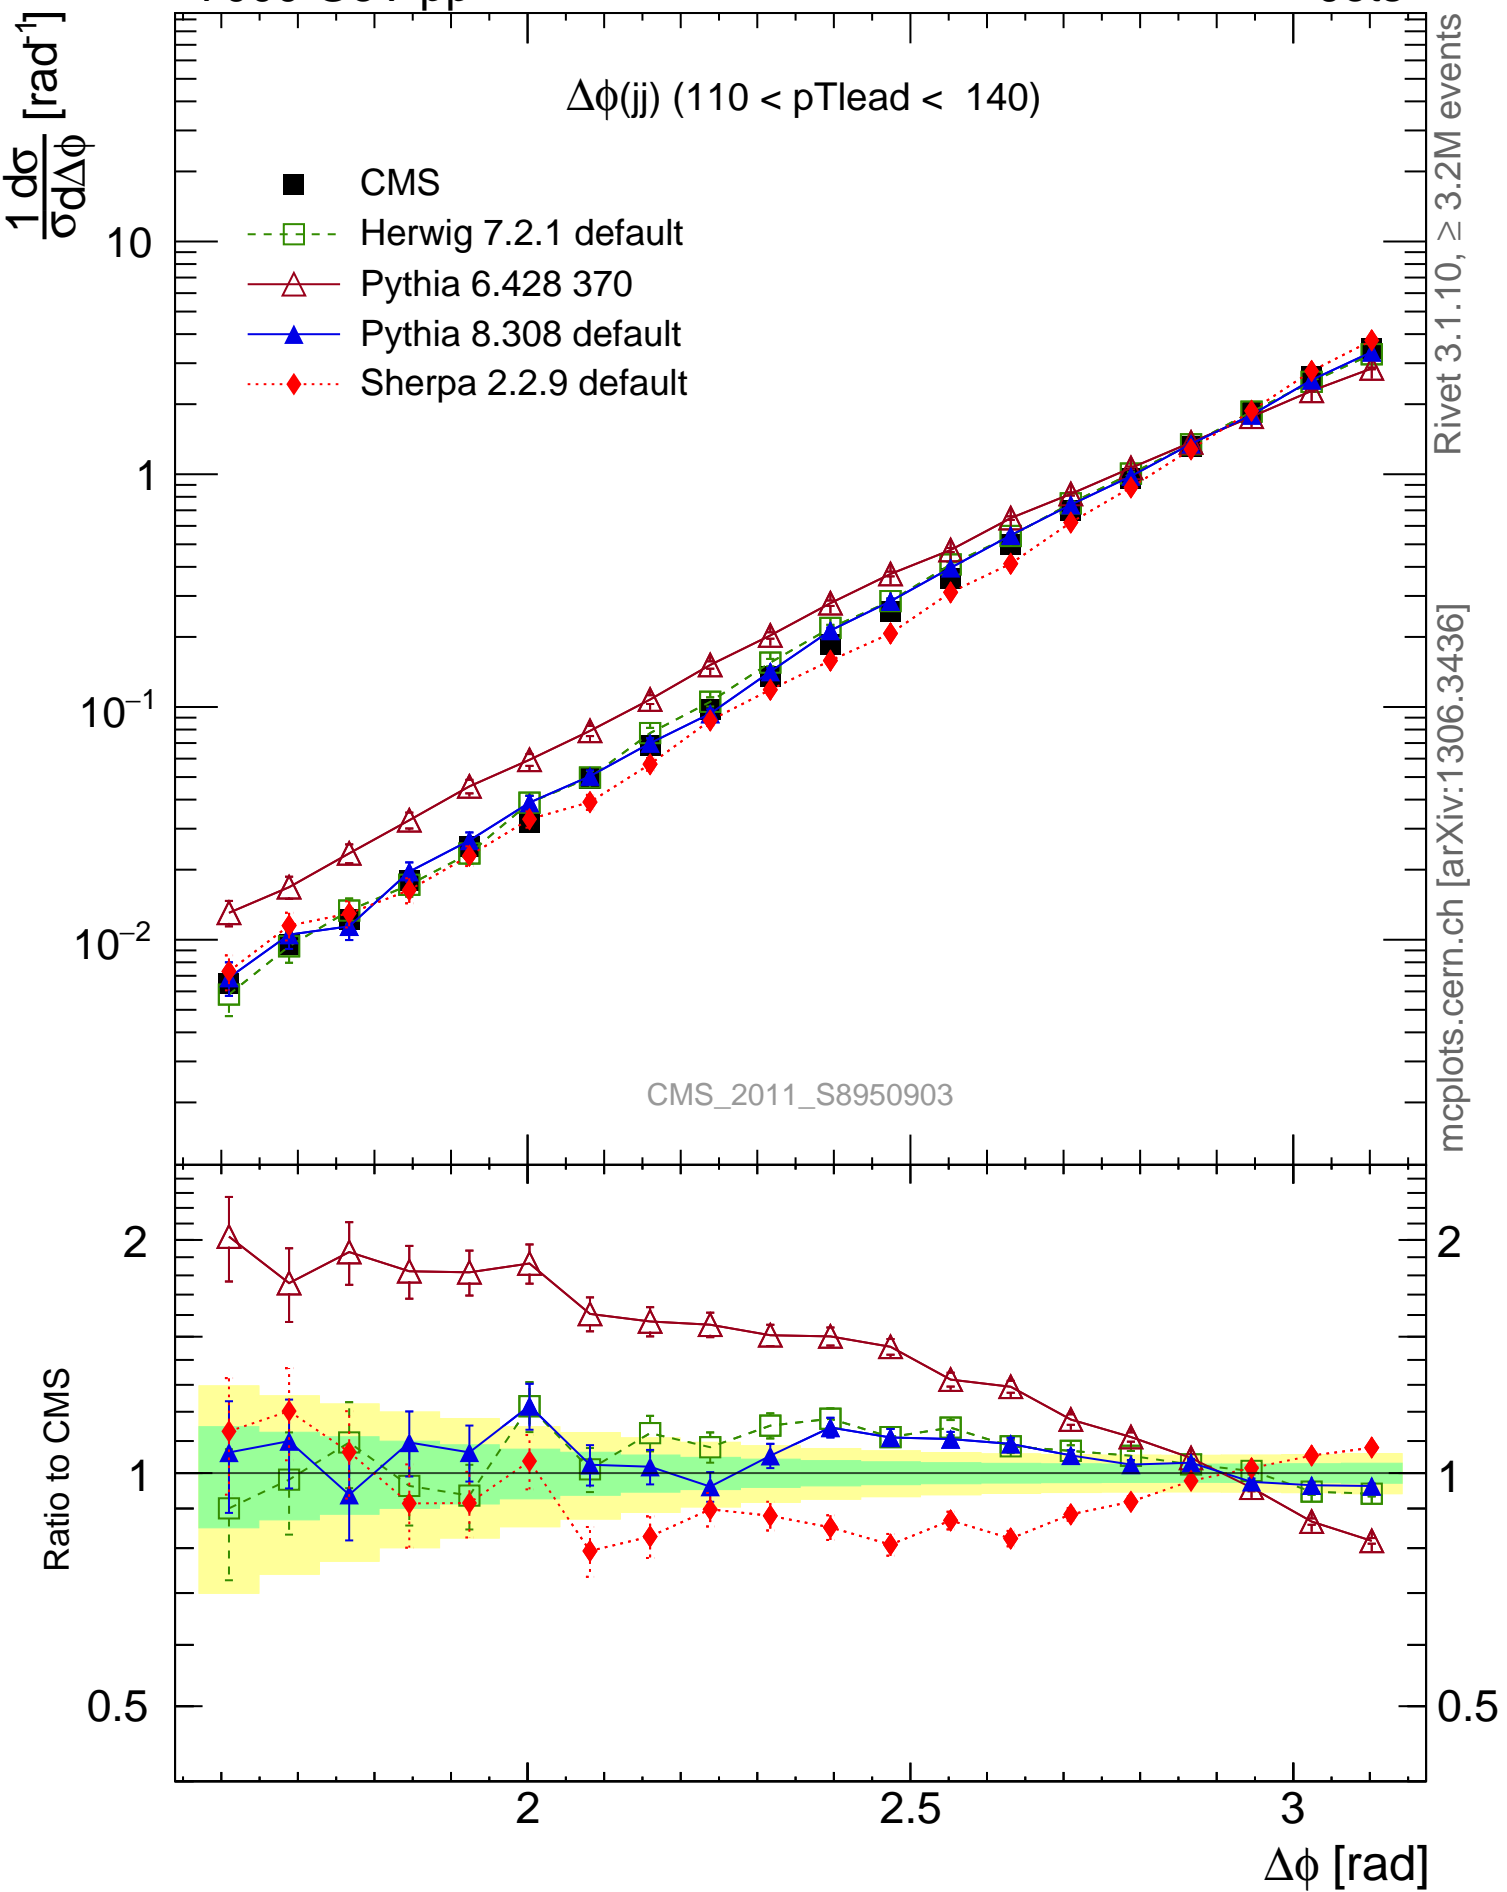 Δϕ(jj) (110 < pTlead < 140)
1 dσ
σ dΔϕ [rad⁻¹]
CMS
Herwig 7.2.1 default
Pythia 6.428 370
Pythia 8.308 default
Sherpa 2.2.9 default
10
1
10⁻¹
10⁻²
CMS_2011_S8950903
Rivet 3.1.10, ≥ 3.2M events
mcplots.cern.ch [arXiv:1306.3436]
Ratio to CMS
2
1
0.5
2
1
0.5
2
2.5
3
Δϕ [rad]